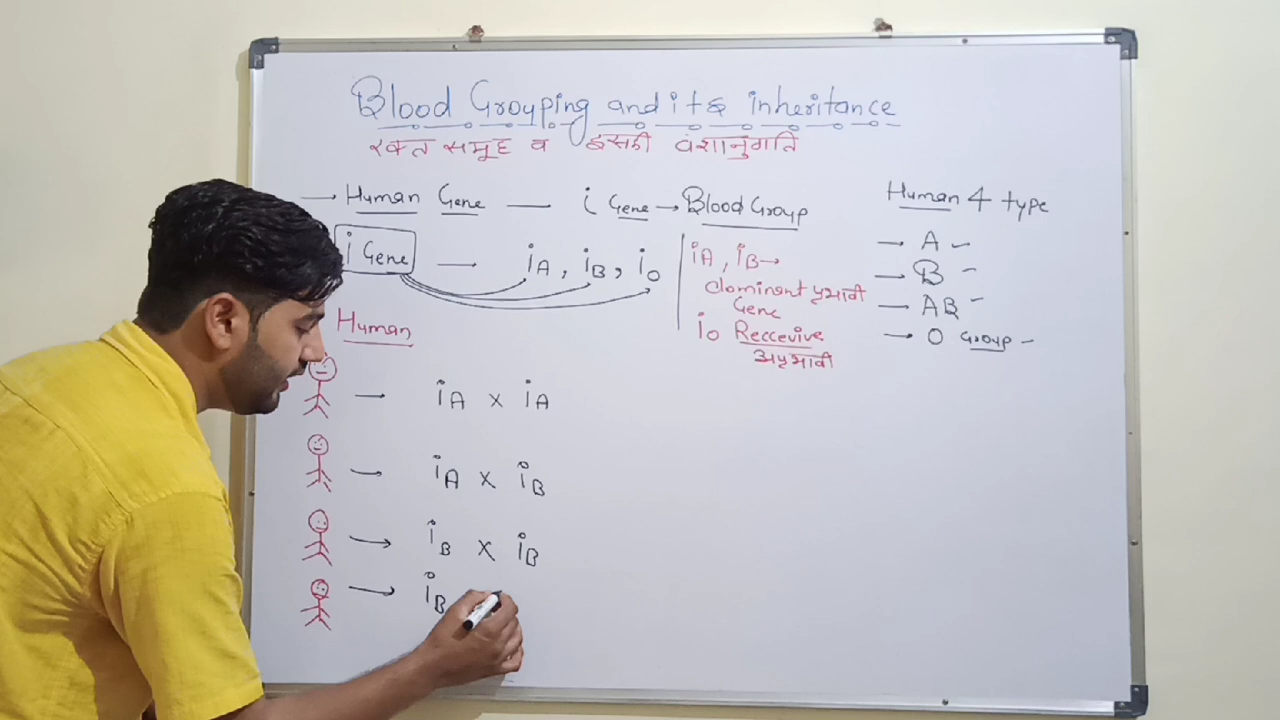 Blood Grouping and its inheritance
रक्त समूह व इसकी वंशानुगति
→ Human Gene — i Gene → Blood Group
i Gene — iA, iB, iO
iA, iB →
dominent प्रभावी
Gene
iO Reccevive
अप्रभावी
Human 4 type
→ A -
→ B -
→ AB -
→ O Group -
Human
→ iA x iA
→ iA x iB
→ iB x iB
→ iB